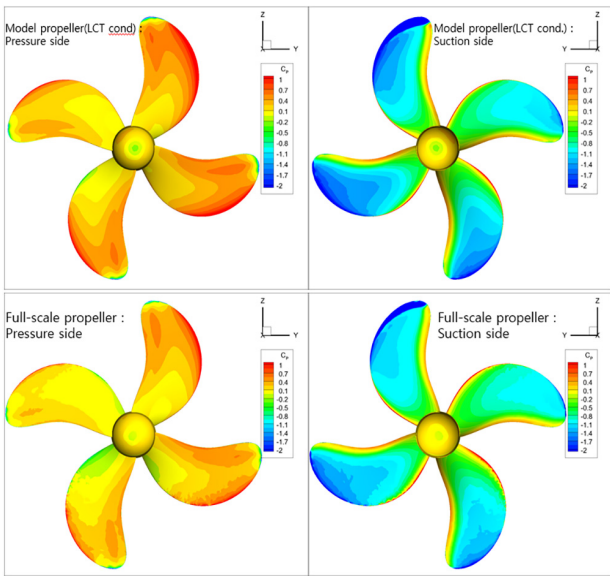 Model propeller(LCT cond) :
Pressure side
Z
Y
X
C_P
1
0.7
0.4
0.1
-0.2
-0.5
-0.8
-1.1
-1.4
-1.7
-2
Model propeller(LCT cond.) :
Suction side
Z
Y
X
C_P
1
0.7
0.4
0.1
-0.2
-0.5
-0.8
-1.1
-1.4
-1.7
-2
Full-scale propeller :
Pressure side
Z
Y
X
C_P
1
0.7
0.4
0.1
-0.2
-0.5
-0.8
-1.1
-1.4
-1.7
-2
Full-scale propeller :
Suction side
Z
Y
X
C_P
1
0.7
0.4
0.1
-0.2
-0.5
-0.8
-1.1
-1.4
-1.7
-2